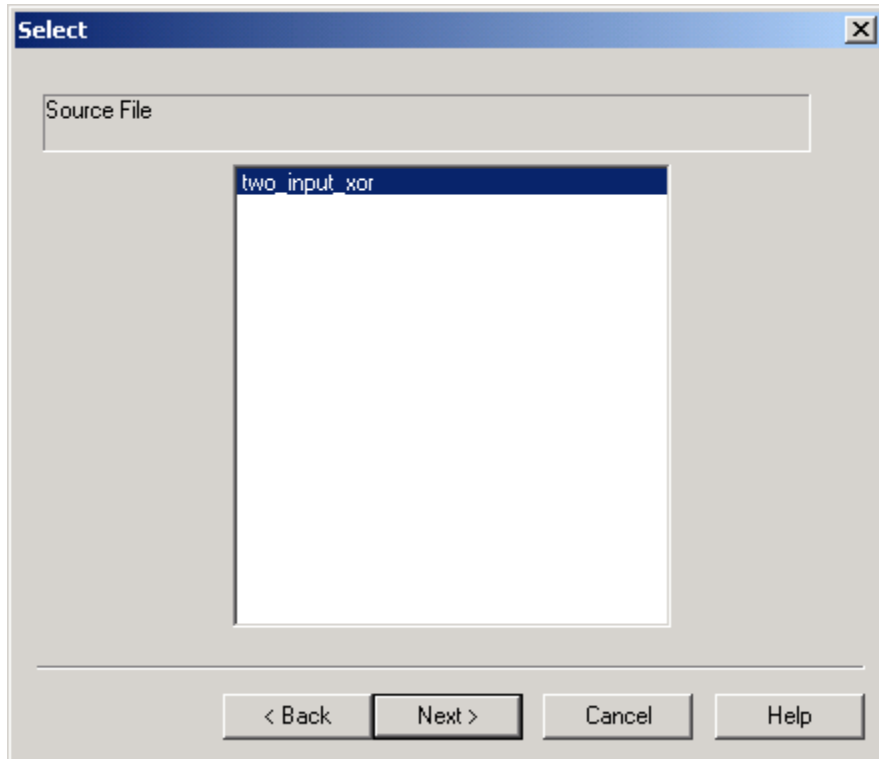 Select
Source File
two_input_xor
< Back
Next >
Cancel
Help